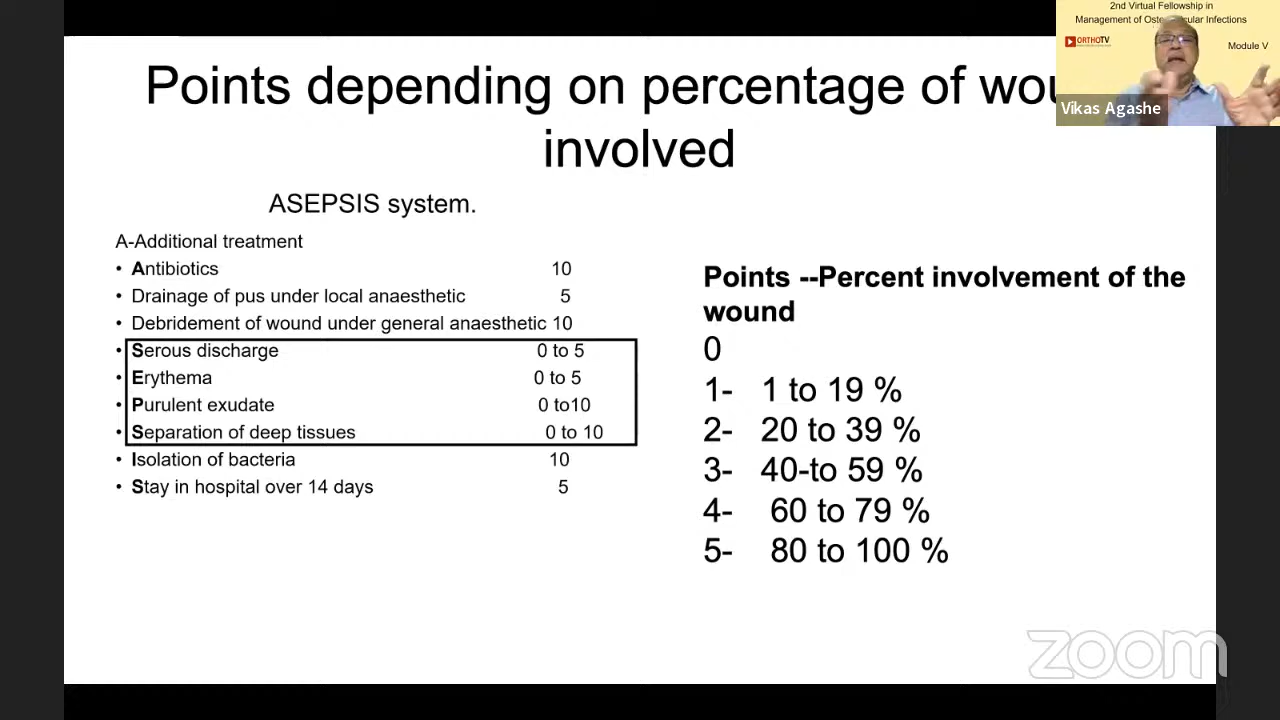 Points depending on percentage of wou
involved
ASEPSIS system.
A-Additional treatment
• Antibiotics 10
• Drainage of pus under local anaesthetic 5
• Debridement of wound under general anaesthetic 10
• Serous discharge 0 to 5
• Erythema 0 to 5
• Purulent exudate 0 to10
• Separation of deep tissues 0 to 10
• Isolation of bacteria 10
• Stay in hospital over 14 days 5
Points --Percent involvement of the
wound
0
1- 1 to 19 %
2- 20 to 39 %
3- 40-to 59 %
4- 60 to 79 %
5- 80 to 100 %
2nd Virtual Fellowship in
Management of Oste cular Infections
ORTHOTV
Module V
Vikas Agashe
zoom